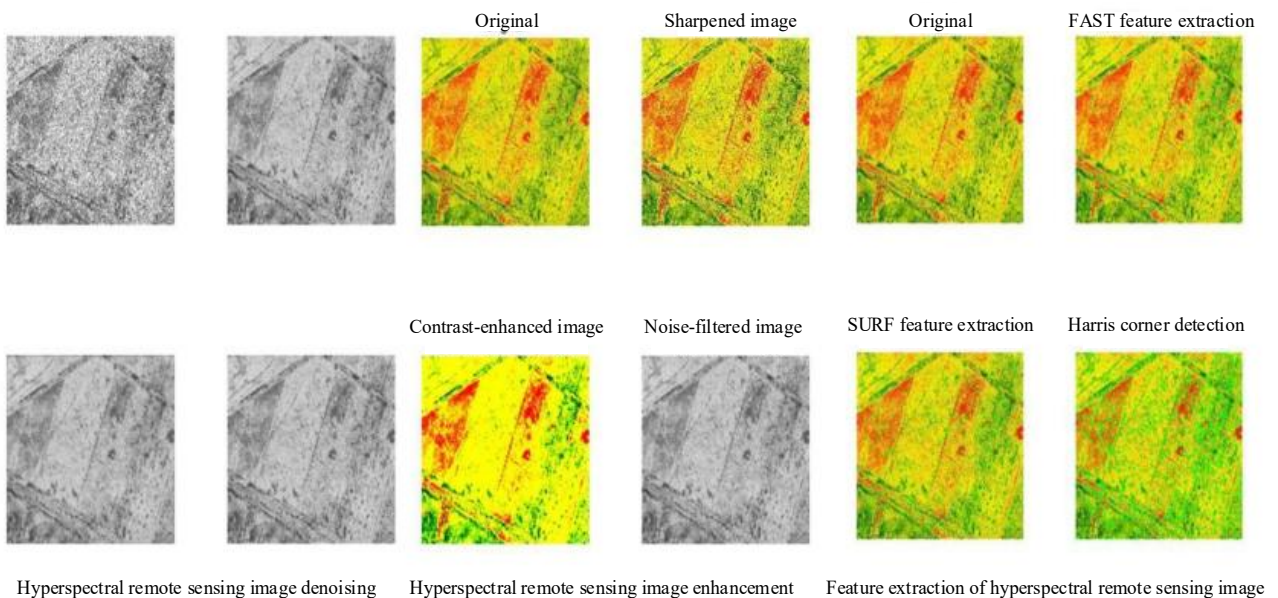 Original
Sharpened image
Original
FAST feature extraction
Contrast-enhanced image
Noise-filtered image
SURF feature extraction
Harris corner detection
Hyperspectral remote sensing image denoising
Hyperspectral remote sensing image enhancement
Feature extraction of hyperspectral remote sensing image